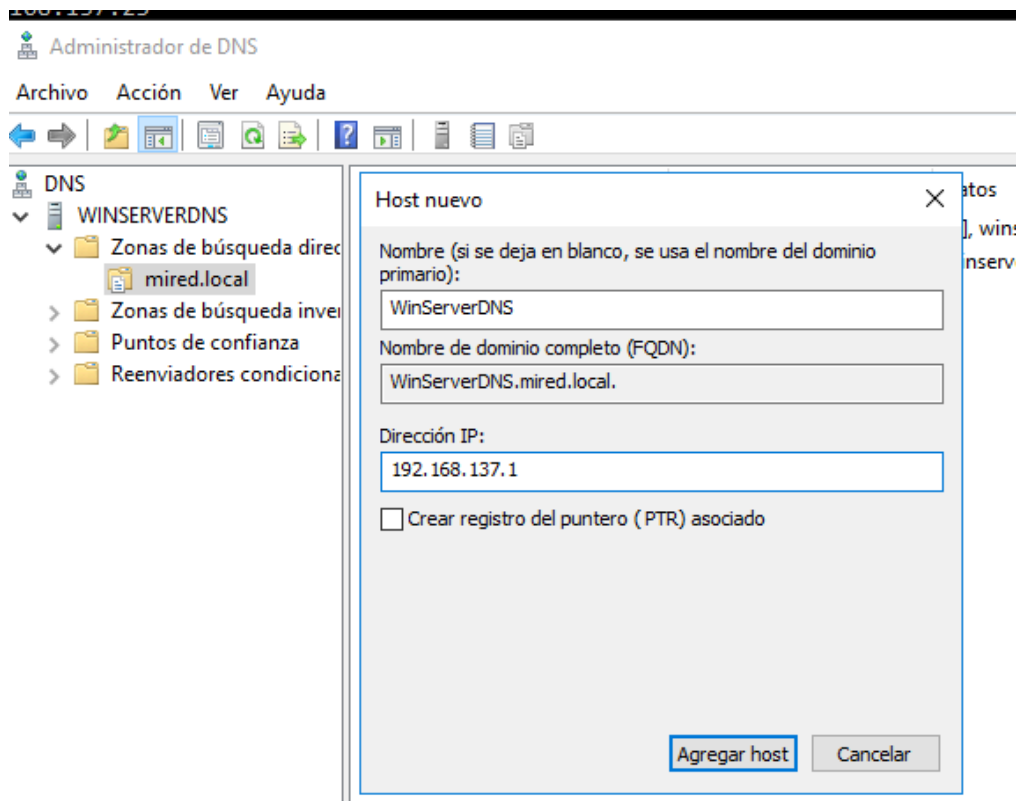 Administrador de DNS
Archivo Acción Ver Ayuda
DNS
WINSERVERDNS
Zonas de búsqueda direc
mired.local
Zonas de búsqueda inver
Puntos de confianza
Reenviadores condiciona
Host nuevo
Nombre (si se deja en blanco, se usa el nombre del dominio
primario):
WinServerDNS
Nombre de dominio completo (FQDN):
WinServerDNS.mired.local.
Dirección IP:
192.168.137.1
Crear registro del puntero (PTR) asociado
Agregar host Cancelar
atos
], wins
inserv